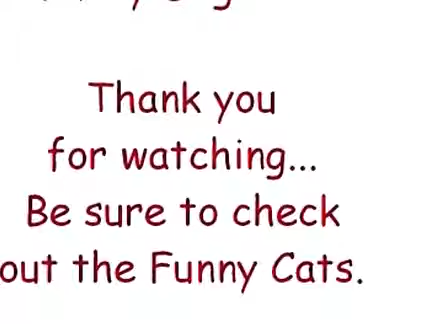 Thank you
for watching...
Be sure to check
out the Funny Cats.